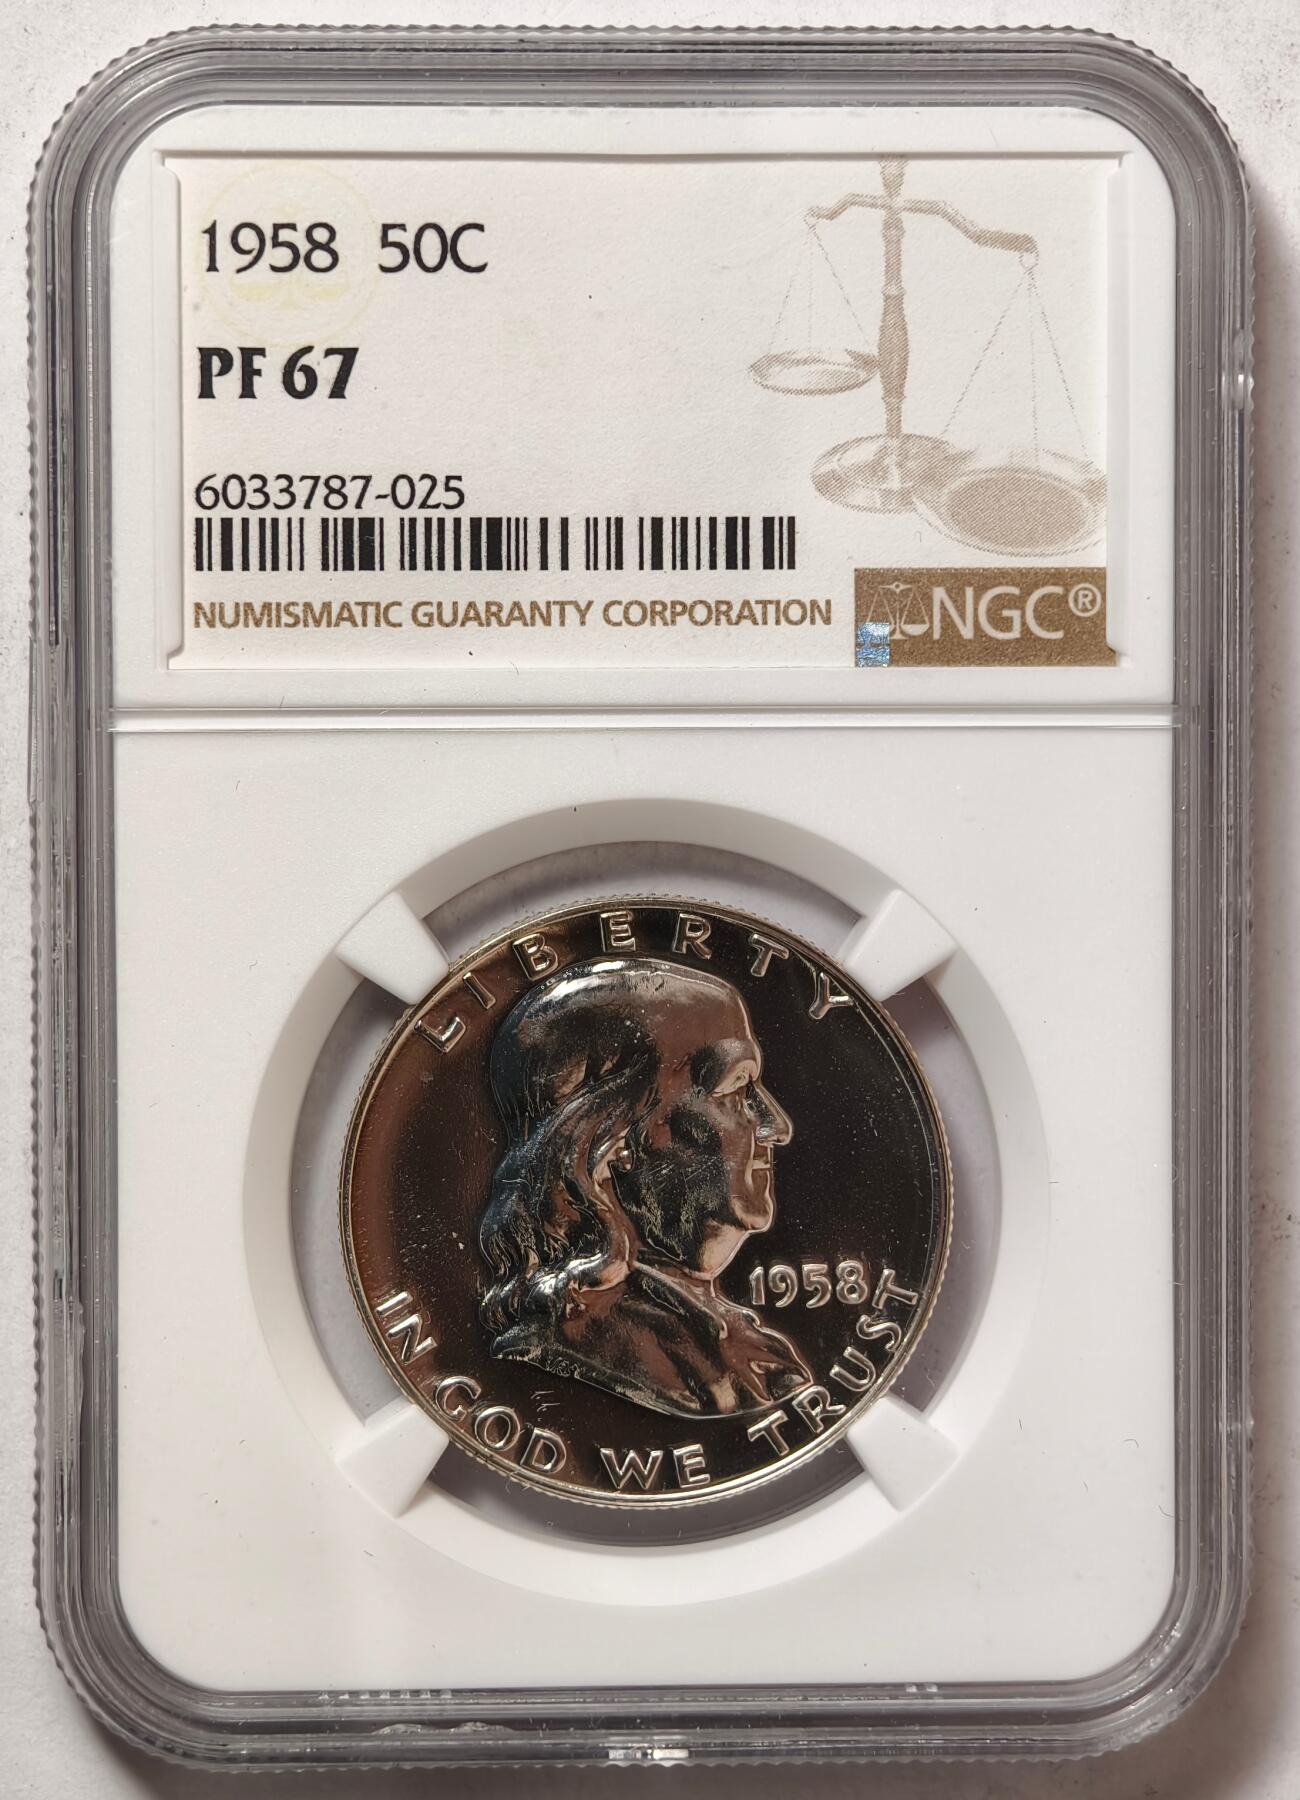 1958 50C
PF 67
6033787-025
NUMISMATIC GUARANTY CORPORATION
NGC®
LIBERTY
1958
IN GOD WE TRUST